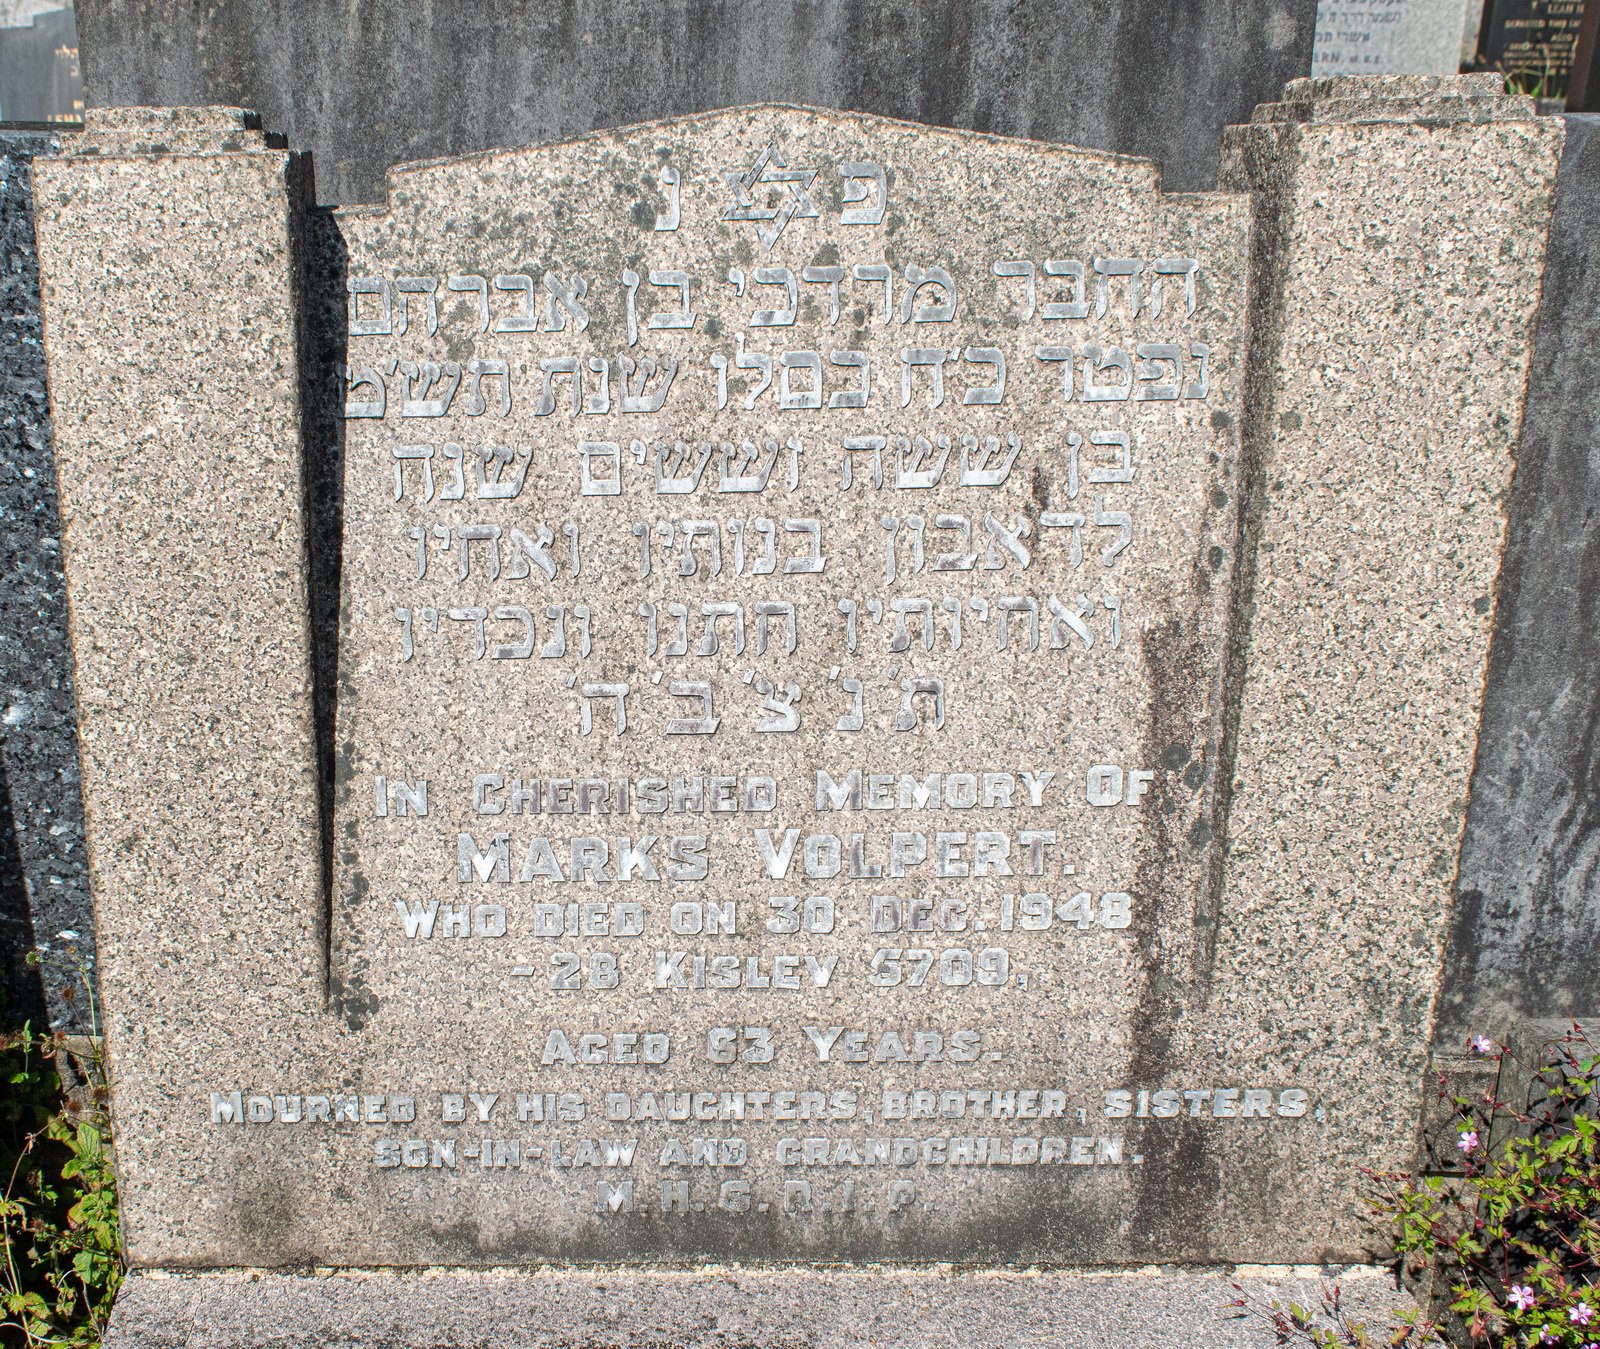 פ נ
החבר מרדכי בן אברהם
נפטר כ'ח כסלו שנת תש'ט
בן ששה וששים שנה
לדאבון בנותיו ואחיו
ואחיותיו חתנו ונכדיו
ת' נ' צ' ב' ה'
IN CHERISHED MEMORY OF
MARKS VOLPERT.
WHO DIED ON 30 DEC. 1948
- 28 KISLEV 5709,
AGED 63 YEARS.
MOURNED BY HIS DAUGHTERS, BROTHER, SISTERS,
SON-IN-LAW AND GRANDCHILDREN.
M.H.S.R.I.P.